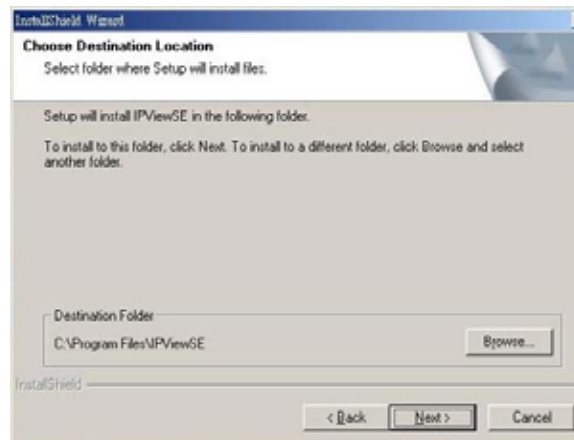 InstallShield Wizard
Choose Destination Location
Select folder where Setup will install files.
Setup will install IPViewSE in the following folder.
To install to this folder, click Next. To install to a different folder, click Browse and select
another folder.
Destination Folder
C:\Program Files\IPViewSE
Browse...
InstallShield
< Back
Next >
Cancel